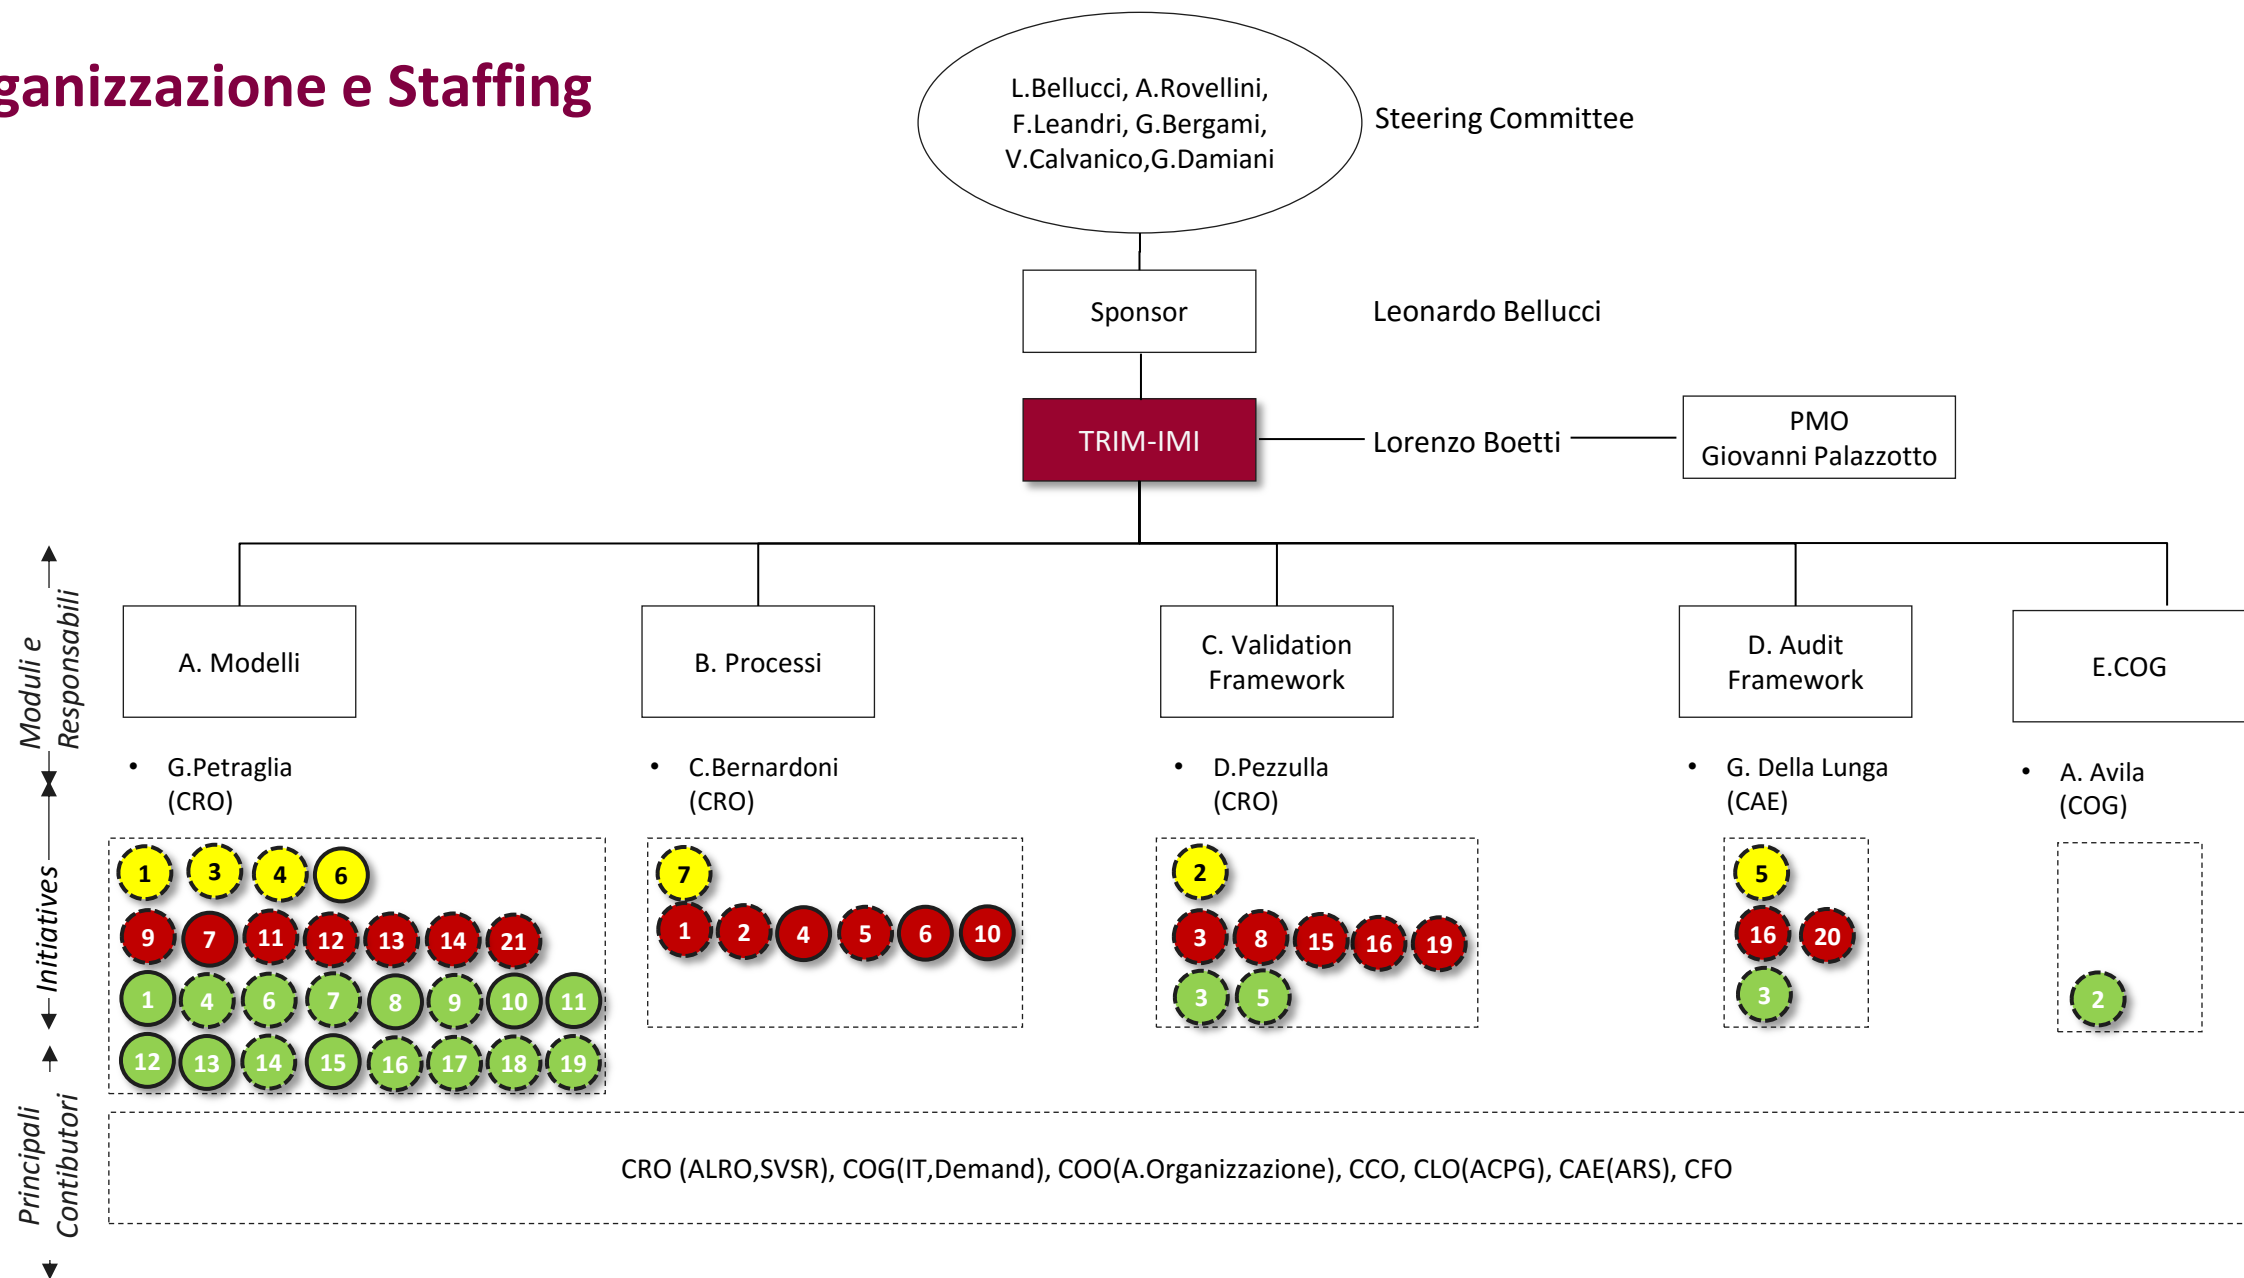 ganizzazione e Staffing
L.Bellucci, A.Rovellini,
F.Leandri, G.Bergami,
V.Calvanico,G.Damiani
Steering Committee
Sponsor
Leonardo Bellucci
TRIM-IMI
Lorenzo Boetti
PMO
Giovanni Palazzotto
Moduli e
Responsabili
A. Modelli
B. Processi
C. Validation
Framework
D. Audit
Framework
E.COG
• G.Petraglia
(CRO)
• C.Bernardoni
(CRO)
• D.Pezzulla
(CRO)
• G. Della Lunga
(CAE)
• A. Avila
(COG)
Initiatives
1 3 4 6
9 7 11 12 13 14 21
1 4 6 7 8 9 10 11
12 13 14 15 16 17 18 19
7
1 2 4 5 6 10
2
3 8 15 16 19
3 5
5
16 20
3
2
Principali
Contibutori
CRO (ALRO,SVSR), COG(IT,Demand), COO(A.Organizzazione), CCO, CLO(ACPG), CAE(ARS), CFO